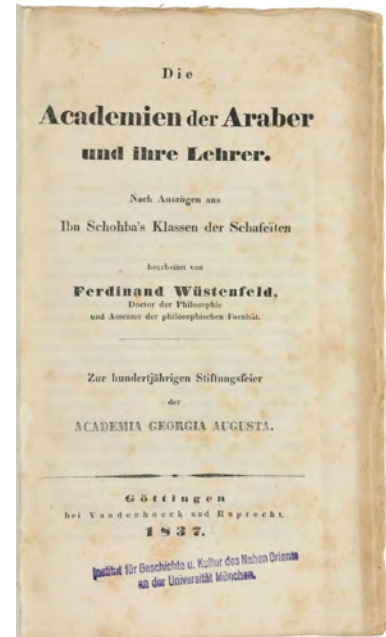 Die
Academien der Araber
und ihre Lehrer.
Nach Auszügen aus
Ibn Schohba's Klassen der Schafeïten
bearbeitet von
Ferdinand Wüstenfeld,
Doctor der Philosophie
und Assessor der philosophischen Facultät.
Zur hundertjährigen Stiftungsfeier
der
ACADEMIA GEORGIA AUGUSTA.
Göttingen
bei Vandenhoeck und Ruprecht.
1837.
Institut für Geschichte u. Kultur des Nahen Orients
an der Universität München.